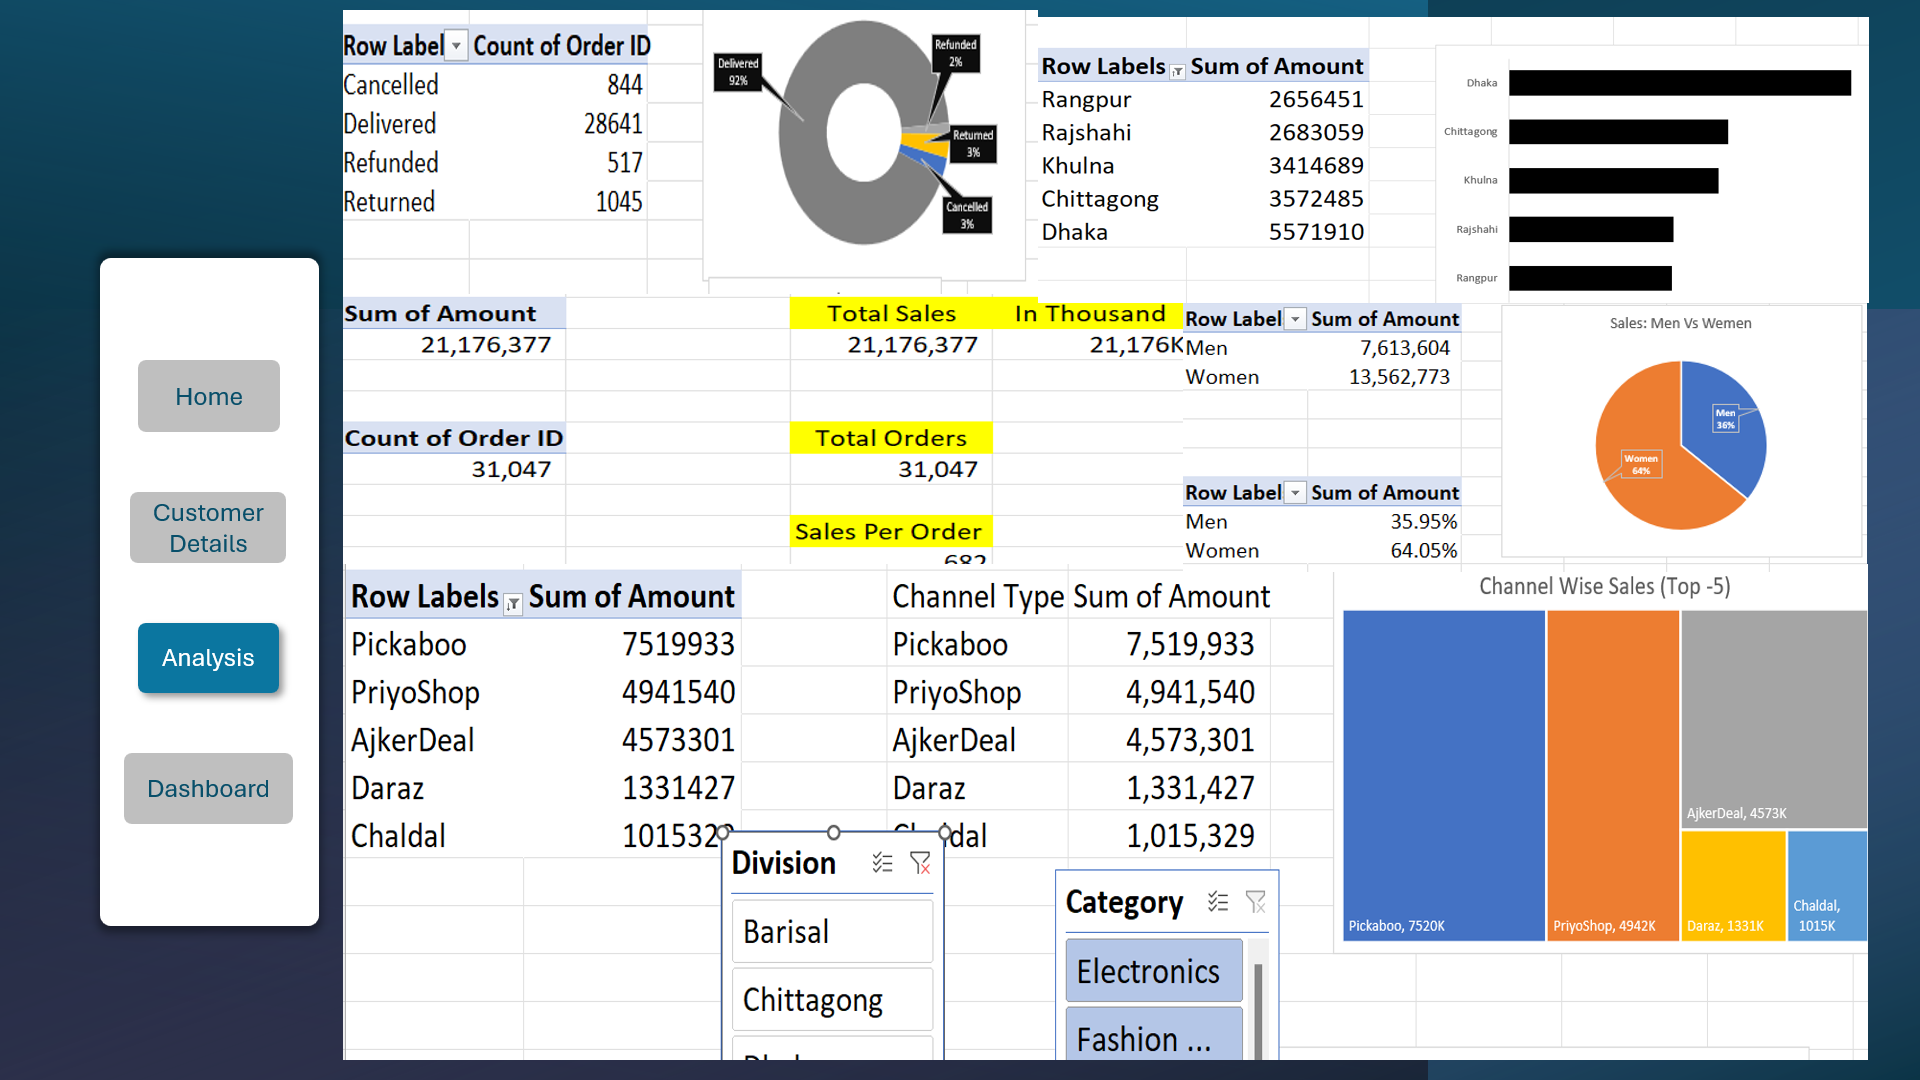 Home
Customer
Details
Analysis
Dashboard
Row Label Count of Order ID
Cancelled 844
Delivered 28641
Refunded 517
Returned 1045
Delivered
92%
Refunded
2%
Returned
3%
Cancelled
3%
Row Labels Sum of Amount
Rangpur 2656451
Rajshahi 2683059
Khulna 3414689
Chittagong 3572485
Dhaka 5571910
Dhaka
Chittagong
Khulna
Rajshahi
Rangpur
Sum of Amount
21,176,377
Total Sales In Thousand
21,176,377 21,176K
Count of Order ID
31,047
Total Orders
31,047
Sales Per Order
682
Row Label Sum of Amount
Men 7,613,604
Women 13,562,773
Row Label Sum of Amount
Men 35.95%
Women 64.05%
Sales: Men Vs Women
Men
36%
Women
64%
Row Labels Sum of Amount
Pickaboo 7519933
PriyoShop 4941540
AjkerDeal 4573301
Daraz 1331427
Chaldal 1015329
Channel Type Sum of Amount
Pickaboo 7,519,933
PriyoShop 4,941,540
AjkerDeal 4,573,301
Daraz 1,331,427
Chaldal 1,015,329
Division
Barisal
Chittagong
Category
Electronics
Fashion ...
Channel Wise Sales (Top -5)
Pickaboo, 7520K
PriyoShop, 4942K
AjkerDeal, 4573K
Daraz, 1331K
Chaldal,
1015K